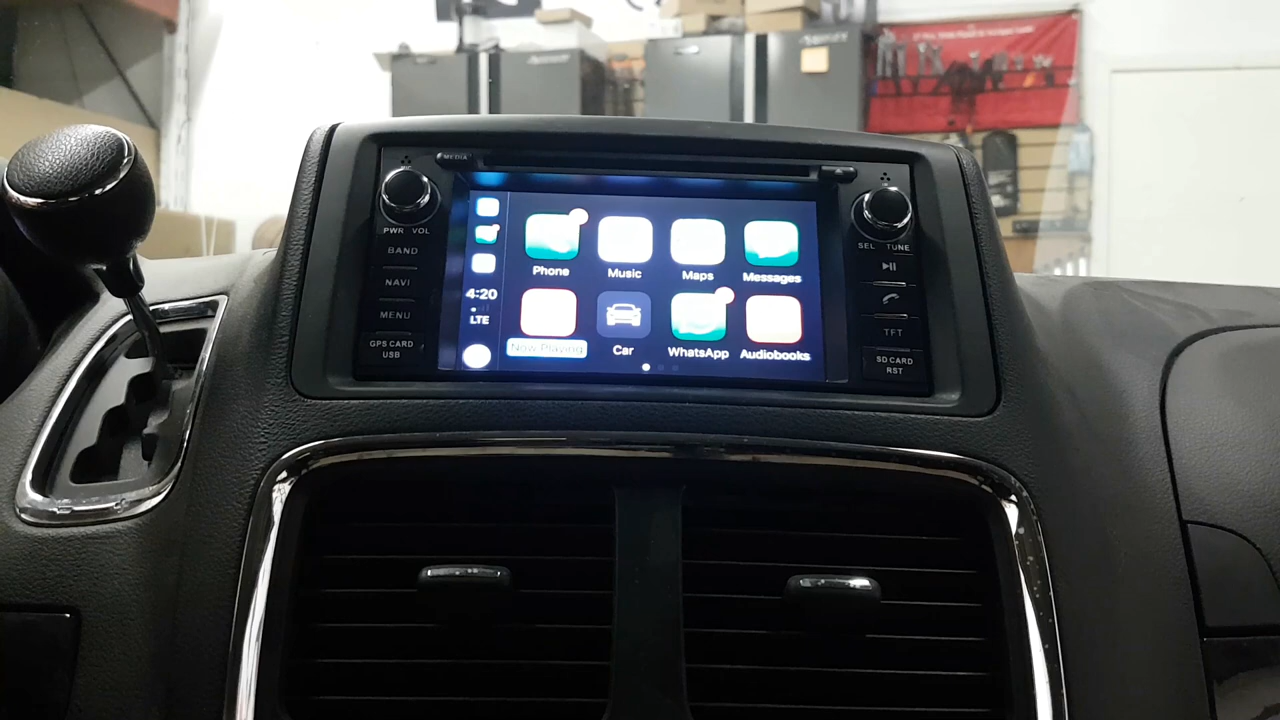 MEDIA
MIC
PWR VOL
BAND
NAVI
MENU
GPS CARD
USB
4:20
LTE
Phone
Music
Maps
Messages
Now Playing
Car
WhatsApp
Audiobooks
SEL TUNE
TFT
SD CARD
RST